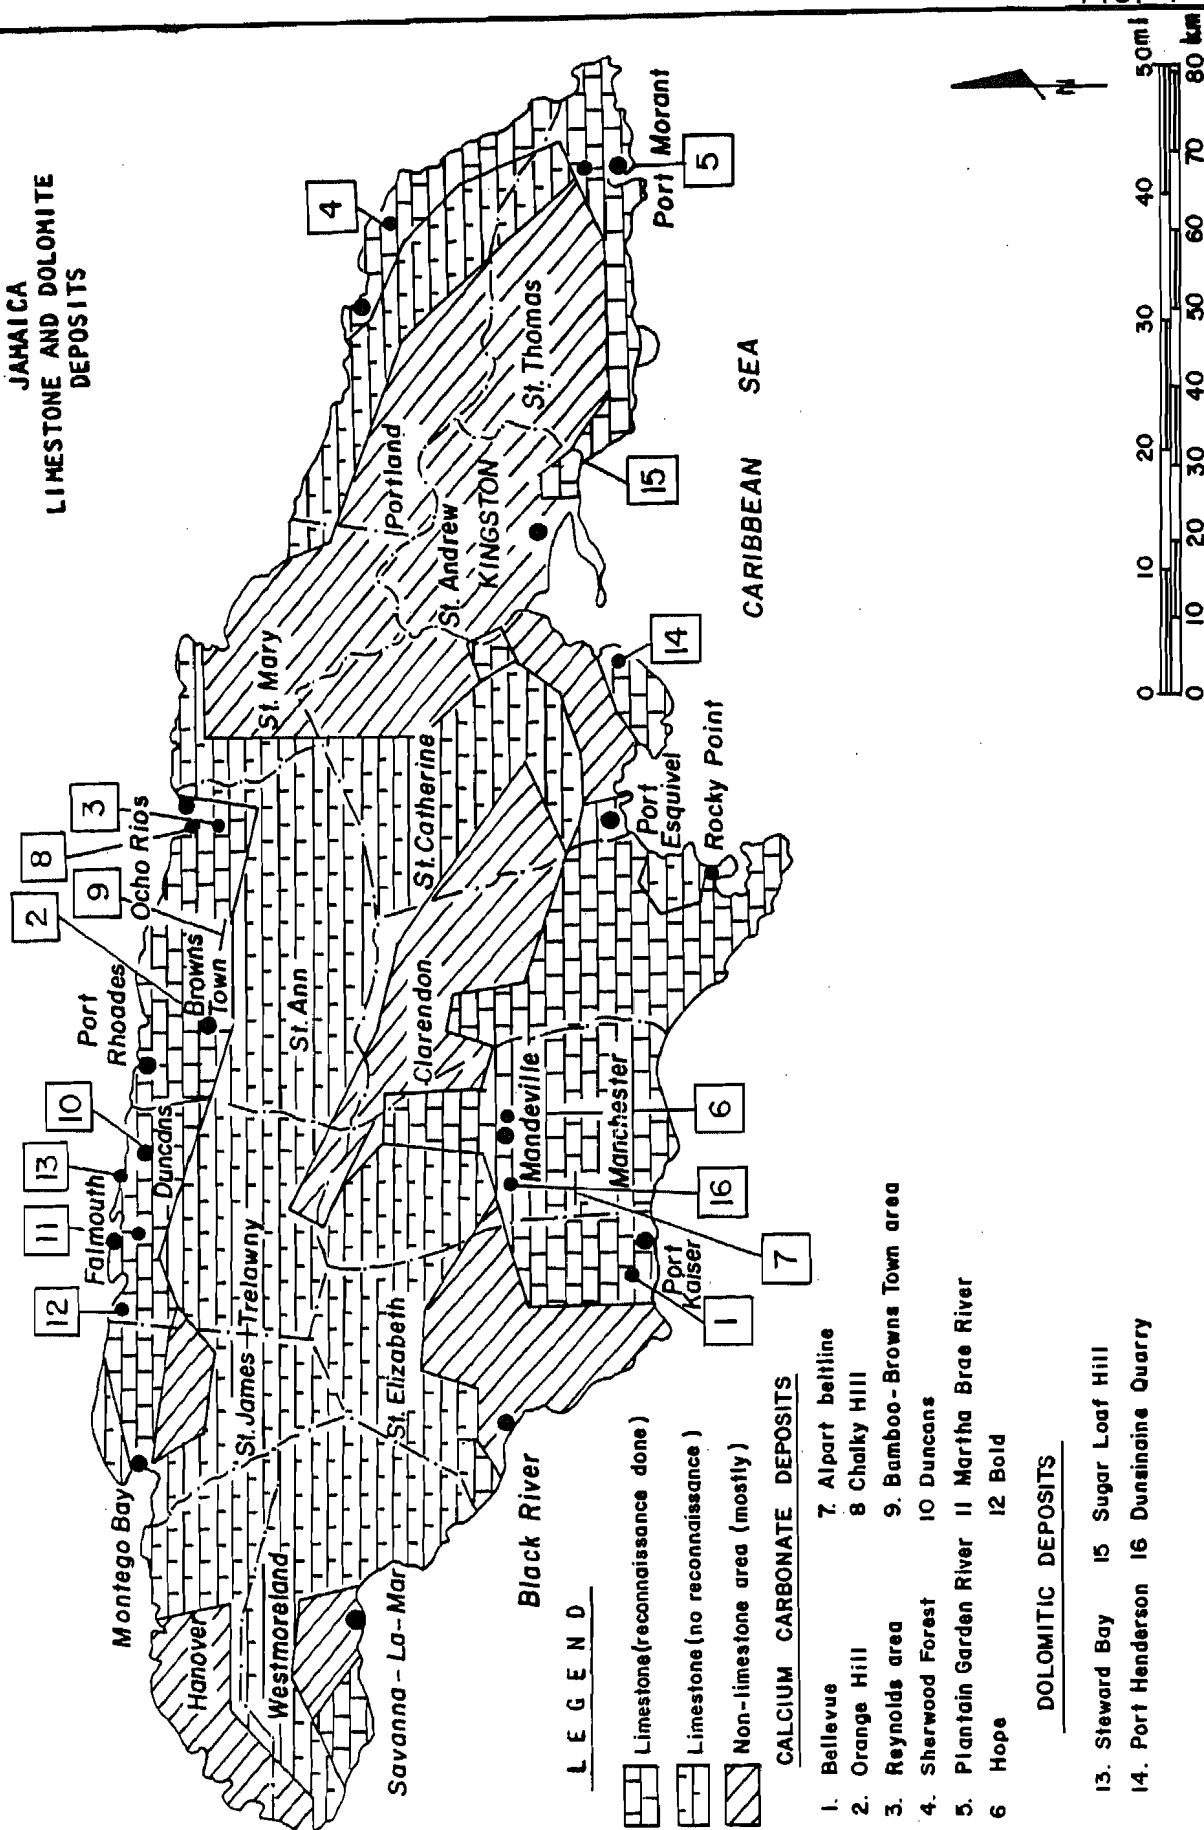 JAMAICA
LIMESTONE AND DOLOMITE
DEPOSITS
2
8
9
3
4
13
10
11
12
Port
Rhoades
Ocho Rios
Browns
Town
Falmouth
Duncans
Montego Bay
Hanover
Westmoreland
St. James
Trelawny
St. Ann
St. Mary
Portland
St. Andrew
KINGSTON
St. Thomas
Port Morant
5
St. Elizabeth
Clarendon
St. Catherine
Mandeville
Manchester
Savanna-La-Mar
Black River
Port
Kaiser
Port
Esquivel
Rocky Point
1
7
16
6
14
15
CARIBBEAN SEA
N
LEGEND
Limestone (reconnaissance done)
Limestone (no reconnaissance)
Non-limestone area (mostly)
CALCIUM CARBONATE DEPOSITS
1. Bellevue 7. Alpart beltline
2. Orange Hill 8 Chalky Hill
3. Reynolds area 9. Bamboo-Browns Town area
4. Sherwood Forest 10 Duncans
5. Plantain Garden River 11 Martha Brae River
6 Hope 12 Bold
DOLOMITIC DEPOSITS
13. Steward Bay 15 Sugar Loaf Hill
14. Port Henderson 16 Dunsinane Quarry
0 10 20 30 40 50mi
0 10 20 30 40 50 60 70 80 km